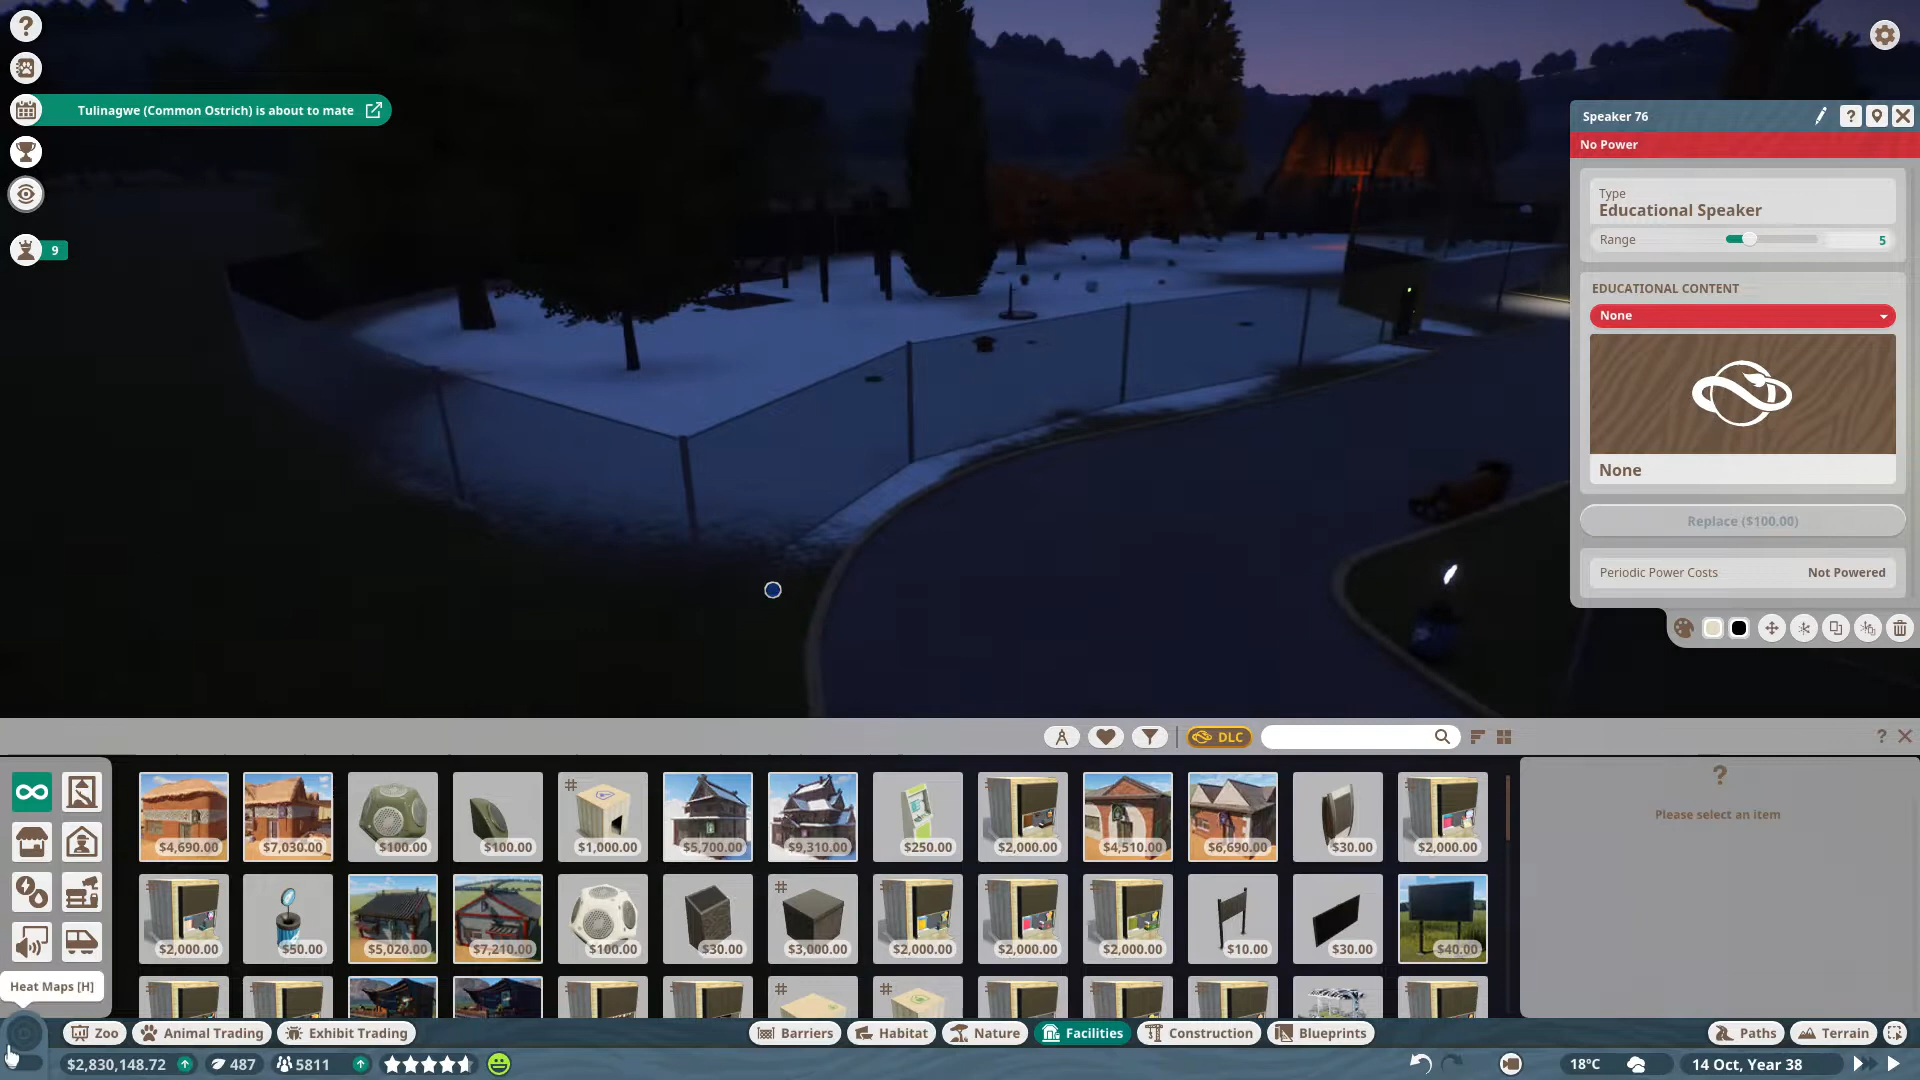 Tulinagwe (Common Ostrich) is about to mate
9
Speaker 76
No Power
Type
Educational Speaker
Range
5
EDUCATIONAL CONTENT
None
None
Replace ($100.00)
Periodic Power Costs
Not Powered
DLC
$4,690.00
$7,030.00
$100.00
$100.00
$1,000.00
$5,700.00
$9,310.00
$250.00
$2,000.00
$4,510.00
$6,690.00
$30.00
$2,000.00
$2,000.00
$50.00
$5,020.00
$7,210.00
$100.00
$30.00
$3,000.00
$2,000.00
$2,000.00
$2,000.00
$10.00
$30.00
$40.00
Please select an item
Heat Maps [H]
Zoo
Animal Trading
Exhibit Trading
Barriers
Habitat
Nature
Facilities
Construction
Blueprints
Paths
Terrain
$2,830,148.72
487
5811
18°C
14 Oct, Year 38